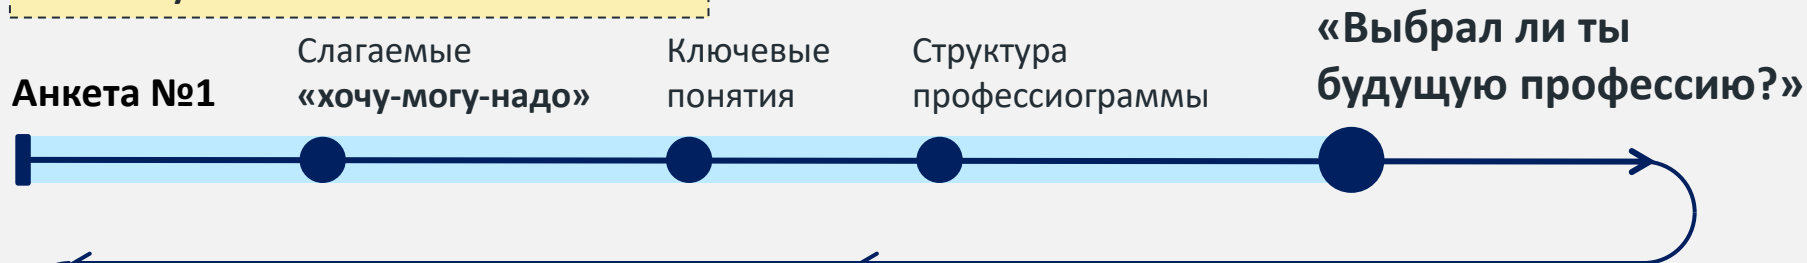 «Выбрал ли ты
будущую профессию?»
Слагаемые
«хочу-могу-надо»
Ключевые
понятия
Структура
профессиограммы
Анкета №1